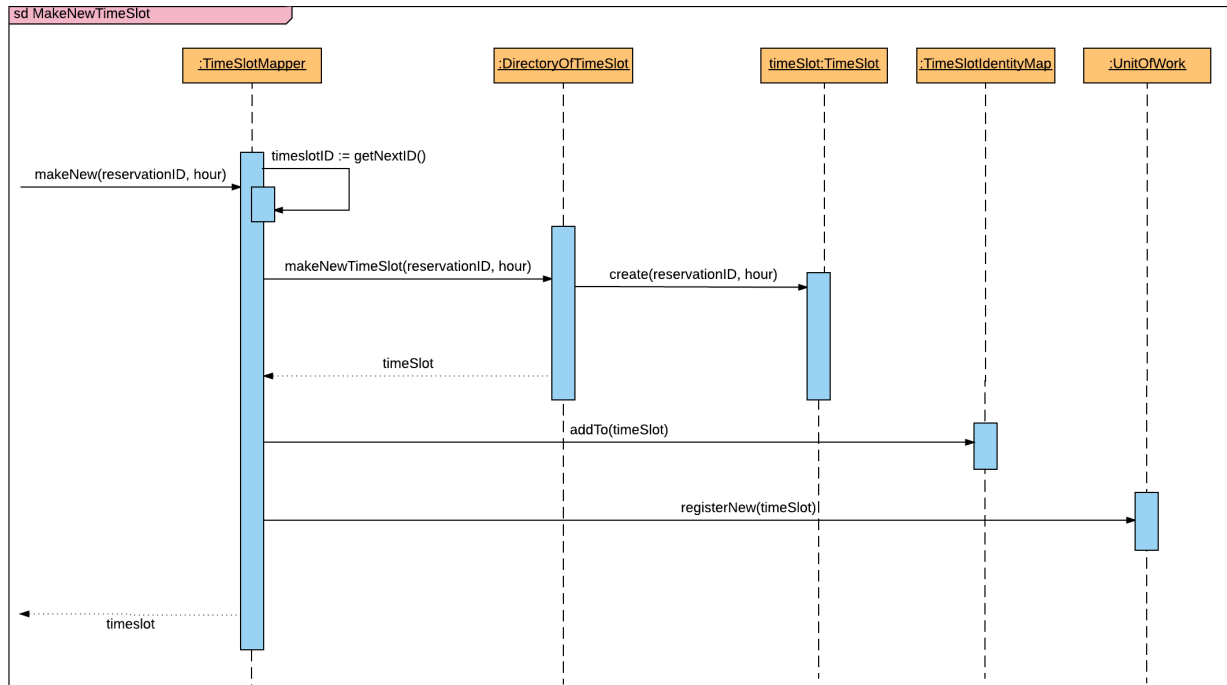 sd MakeNewTimeSlot
:TimeSlotMapper
:DirectoryOfTimeSlot
timeSlot:TimeSlot
:TimeSlotIdentityMap
:UnitOfWork
timeslotID := getNextID()
makeNew(reservationID, hour)
makeNewTimeSlot(reservationID, hour)
create(reservationID, hour)
timeSlot
addTo(timeSlot)
registerNew(timeSlot)
timeslot